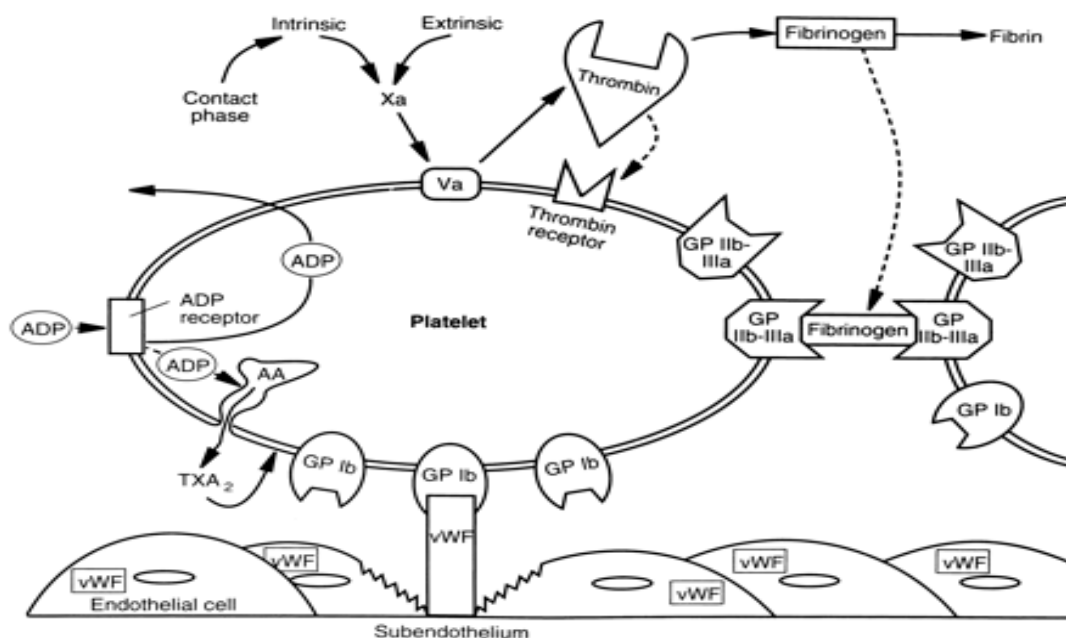 Intrinsic
Extrinsic
Fibrinogen
Fibrin
Contact
phase
Xa
Thrombin
Va
Thrombin
receptor
GP IIb-
IIIa
GP IIb-
IIIa
ADP
ADP
ADP
receptor
Platelet
GP
IIb-IIIa
Fibrinogen
GP
IIb-IIIa
ADP
AA
GP Ib
TXA2
GP Ib
GP Ib
GP Ib
vWF
vWF
vWF
vWF
vWF
vWF
Endothelial cell
vWF
Subendothelium